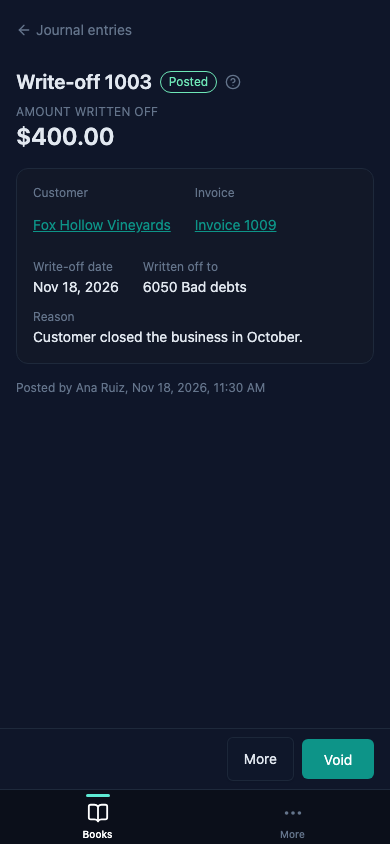 Journal entries
Write-off 1003 Posted
AMOUNT WRITTEN OFF
$400.00
Customer Invoice
Fox Hollow Vineyards Invoice 1009
Write-off date Written off to
Nov 18, 2026 6050 Bad debts
Reason
Customer closed the business in October.
Posted by Ana Ruiz, Nov 18, 2026, 11:30 AM
More Void
Books More